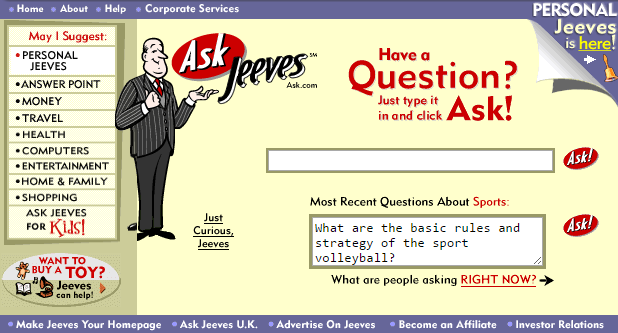 Home About Help Corporate Services
PERSONAL
Jeeves
is here!
May I Suggest:
PERSONAL
JEEVES
ANSWER POINT
MONEY
TRAVEL
HEALTH
COMPUTERS
ENTERTAINMENT
HOME & FAMILY
SHOPPING
ASK JEEVES
FOR Kids!
WANT TO
BUY A TOY?
Jeeves
can help!
Ask
Jeeves SM
Ask.com
Just
Curious,
Jeeves
Have a
Question?
Just type it
in and click Ask!
Ask!
Most Recent Questions About Sports:
What are the basic rules and
strategy of the sport
volleyball?
Ask!
What are people asking RIGHT NOW?
Make Jeeves Your Homepage Ask Jeeves U.K. Advertise On Jeeves Become an Affiliate Investor Relations